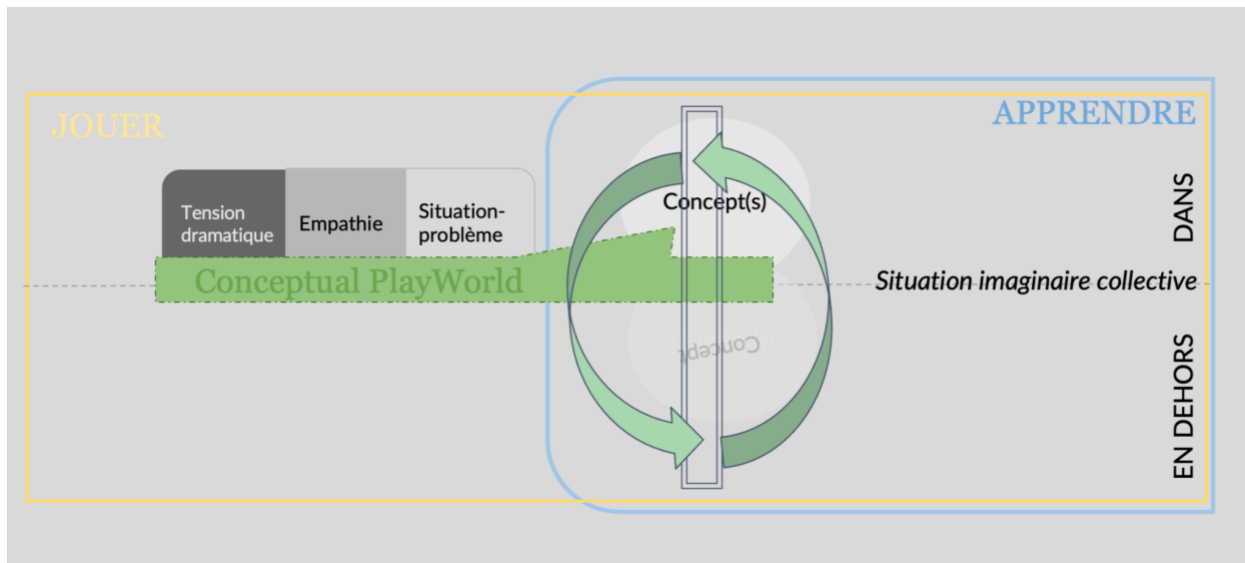 JOUER
APPRENDRE
Tension
dramatique
Empathie
Situation-
problème
Concept(s)
DANS
Conceptual PlayWorld
Situation imaginaire collective
Concept
EN DEHORS